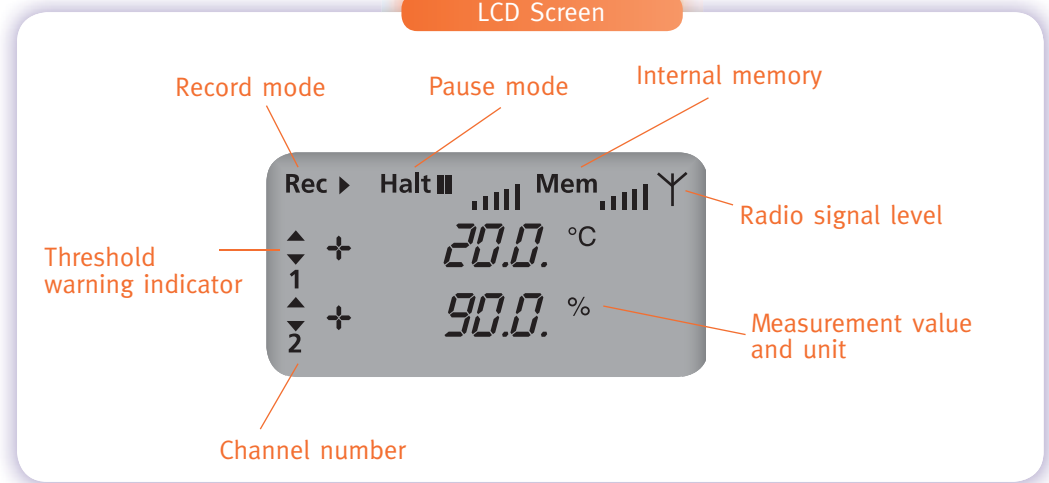 LCD Screen
Record mode
Pause mode
Internal memory
Rec
Halt
Mem
Radio signal level
Threshold
warning indicator
1
20.0. °C
2
90.0. %
Measurement value
and unit
Channel number